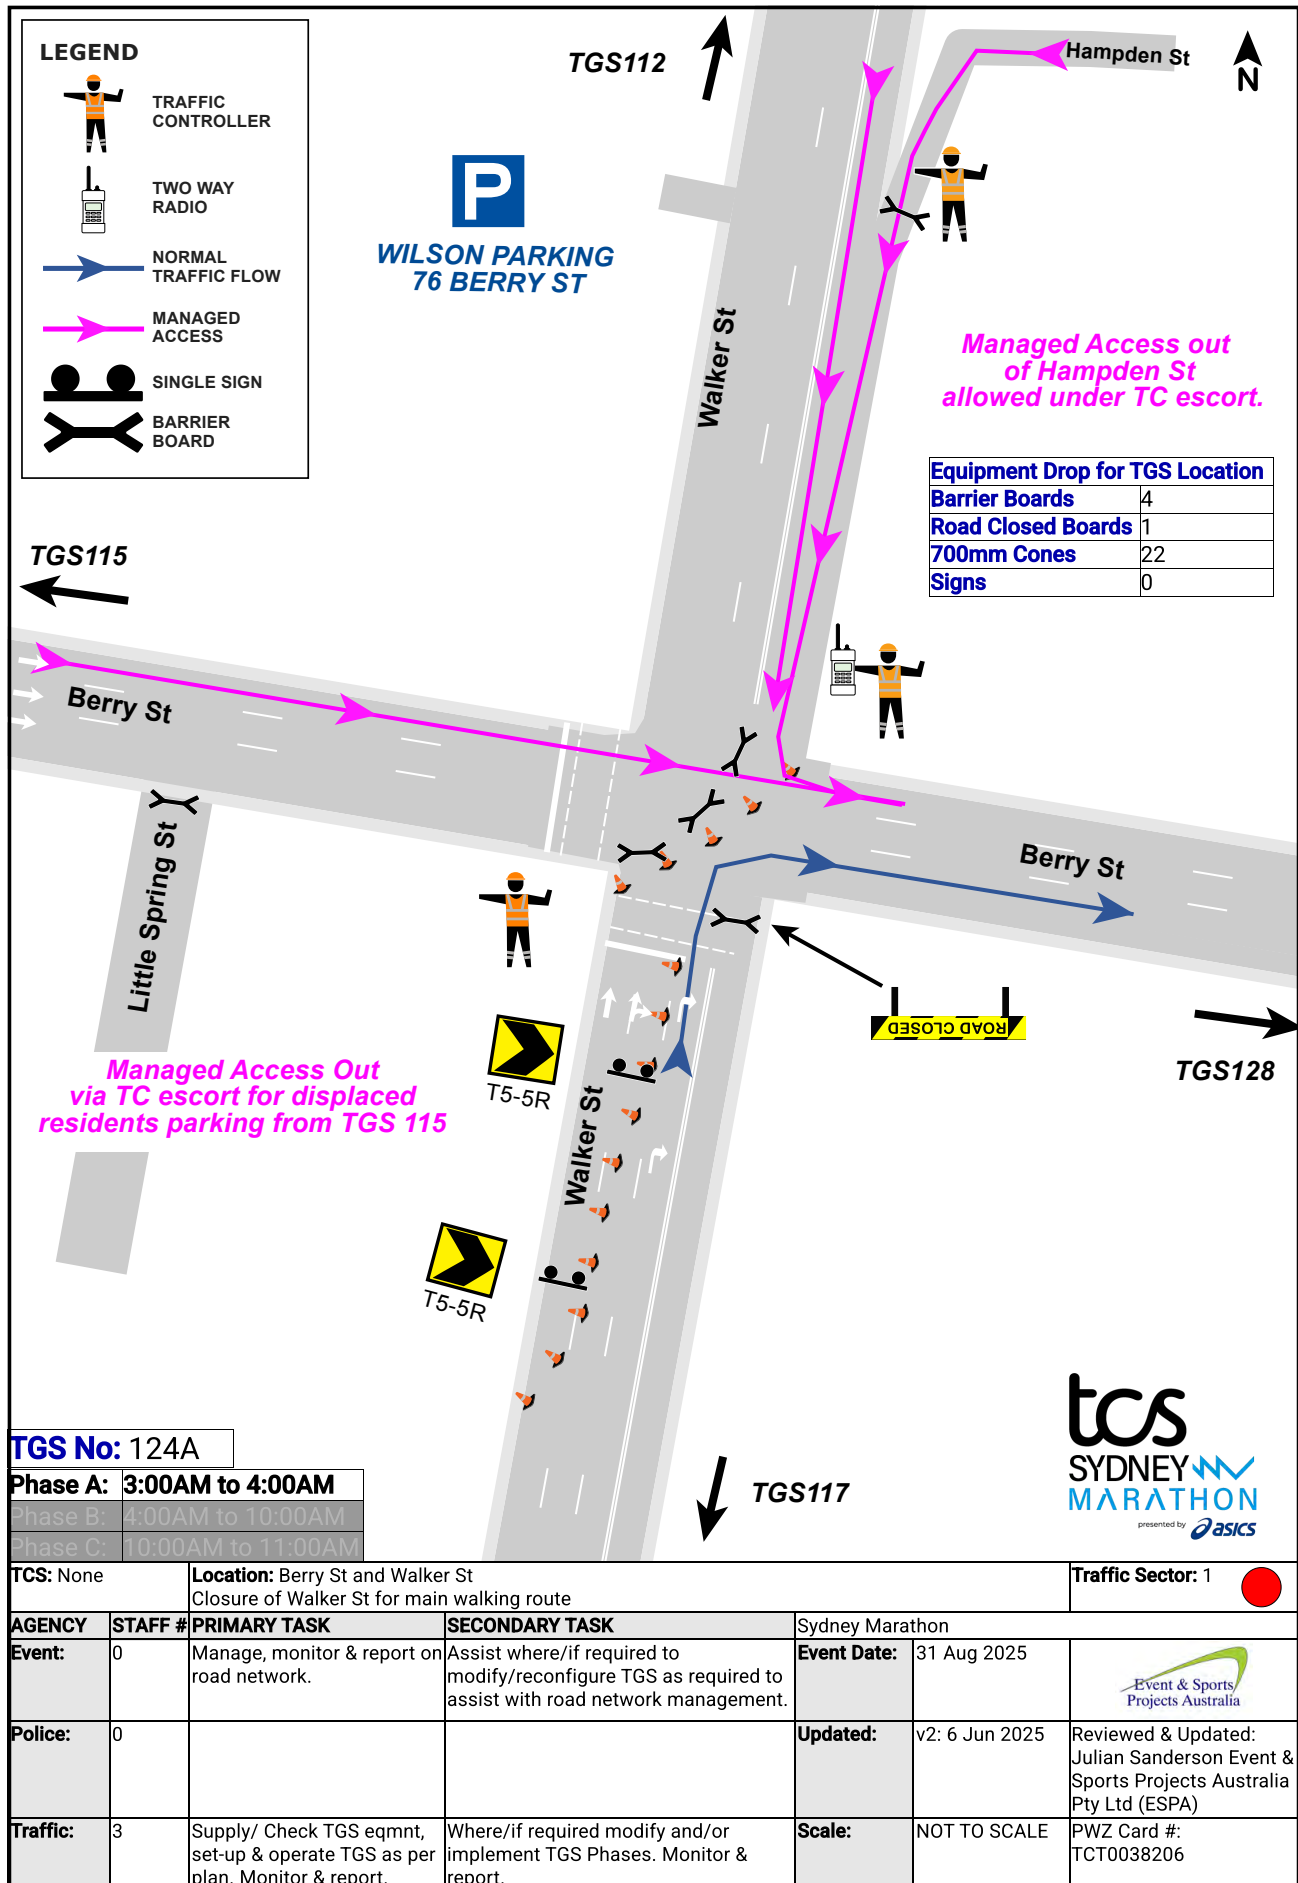 LEGEND
TRAFFIC
CONTROLLER
TWO WAY
RADIO
NORMAL
TRAFFIC FLOW
MANAGED
ACCESS
SINGLE SIGN
BARRIER
BOARD
TGS112
Hampden St
N
P
WILSON PARKING
76 BERRY ST
Walker St
Managed Access out
of Hampden St
allowed under TC escort.
Equipment Drop for TGS Location
Barrier Boards 4
Road Closed Boards 1
700mm Cones 22
Signs 0
TGS115
Berry St
Berry St
Little Spring St
ROAD CLOSED
T5-5R
TGS128
Managed Access Out
via TC escort for displaced
residents parking from TGS 115
Walker St
T5-5R
TGS No: 124A
Phase A: 3:00AM to 4:00AM
Phase B: 4:00AM to 10:00AM
Phase C: 10:00AM to 11:00AM
TGS117
tcs
SYDNEY
MARATHON
presented by asics
TCS: None
Location: Berry St and Walker St
Closure of Walker St for main walking route
Traffic Sector: 1
AGENCY STAFF # PRIMARY TASK SECONDARY TASK Sydney Marathon
Event: 0
Manage, monitor & report on
road network.
Assist where/if required to
modify/reconfigure TGS as required to
assist with road network management.
Event Date: 31 Aug 2025
Event & Sports
Projects Australia
Police: 0
Updated: v2: 6 Jun 2025
Reviewed & Updated:
Julian Sanderson Event &
Sports Projects Australia
Pty Ltd (ESPA)
Traffic: 3
Supply/ Check TGS eqmnt,
set-up & operate TGS as per
plan. Monitor & report.
Where/if required modify and/or
implement TGS Phases. Monitor &
report.
Scale: NOT TO SCALE
PWZ Card #:
TCT0038206